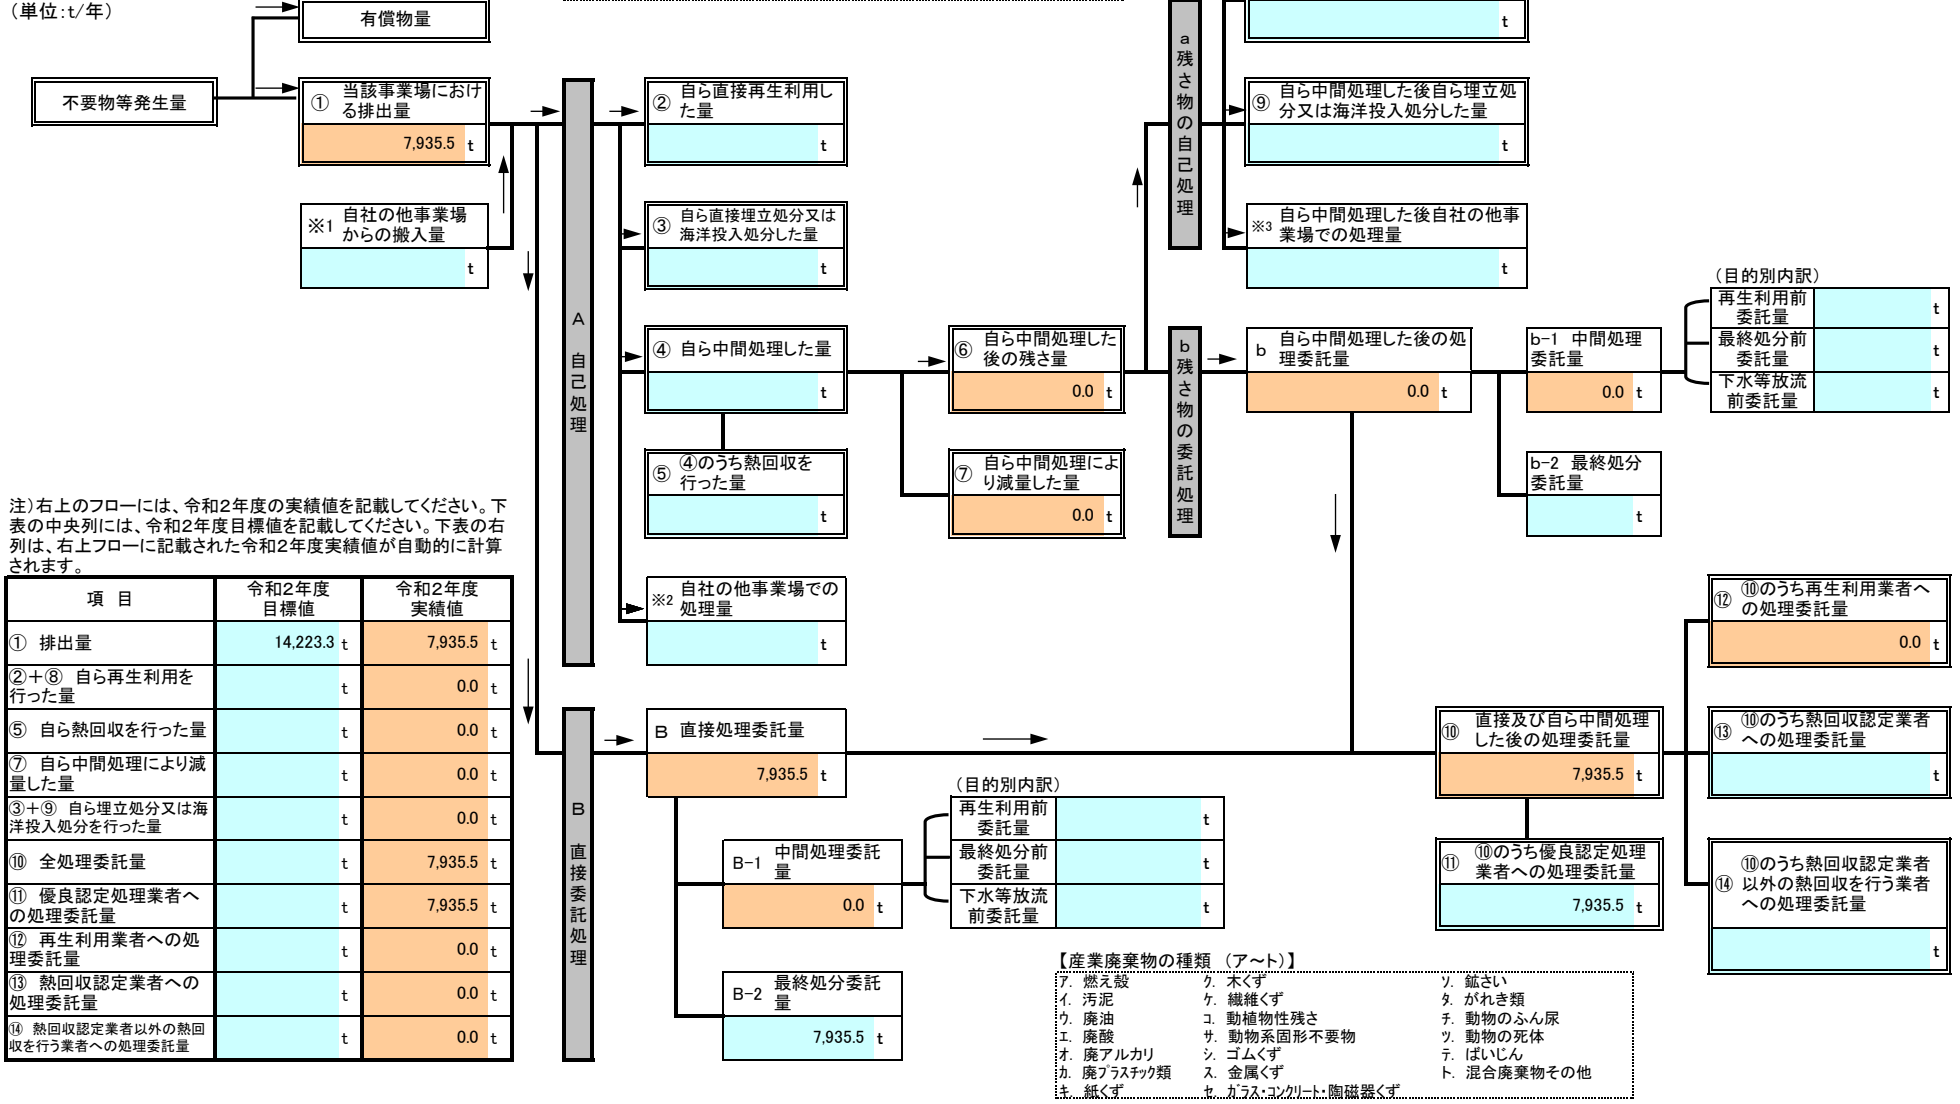 (単位:t/年)
有償物量
不要物等発生量
① 当該事業場におけ
る排出量
7,935.5 t
※1 自社の他事業場
からの搬入量
t
A 自己処理
② 自ら直接再生利用し
た量
t
③ 自ら直接埋立処分又は
海洋投入処分した量
t
④ 自ら中間処理した量
t
⑤ ④のうち熱回収を
行った量
t
※2 自社の他事業場での
処理量
t
⑥ 自ら中間処理した
後の残さ量
0.0 t
⑦ 自ら中間処理によ
り減量した量
0.0 t
a 残さ物の自己処理
t
⑨ 自ら中間処理した後自ら埋立処
分又は海洋投入処分した量
t
※3 自ら中間処理した後自社の他事
業場での処理量
t
b 残さ物の委託処理
b 自ら中間処理した後の処
理委託量
0.0 t
b-1 中間処理
委託量
0.0 t
b-2 最終処分
委託量
t
(目的別内訳)
再生利用前
委託量 t
最終処分前
委託量 t
下水等放流
前委託量 t
注)右上のフローには、令和2年度の実績値を記載してください。下
表の中央列には、令和2年度目標値を記載してください。下表の右
列は、右上フローに記載された令和2年度実績値が自動的に計算
されます。
項 目 令和2年度
目標値 令和2年度
実績値
① 排出量 14,223.3 t 7,935.5 t
②+⑧ 自ら再生利用を
行った量 t 0.0 t
⑤ 自ら熱回収を行った量 t 0.0 t
⑦ 自ら中間処理により減
量した量 t 0.0 t
③+⑨ 自ら埋立処分又は海
洋投入処分を行った量 t 0.0 t
⑩ 全処理委託量 t 7,935.5 t
⑪ 優良認定処理業者へ
の処理委託量 t 7,935.5 t
⑫ 再生利用業者への処
理委託量 t 0.0 t
⑬ 熱回収認定業者への
処理委託量 t 0.0 t
⑭ 熱回収認定業者以外の熱回
収を行う業者への処理委託量 t 0.0 t
B 直接委託処理
B 直接処理委託量
7,935.5 t
B-1 中間処理委託
量
0.0 t
B-2 最終処分委託
量
7,935.5 t
(目的別内訳)
再生利用前
委託量 t
最終処分前
委託量 t
下水等放流
前委託量 t
⑩ 直接及び自ら中間処理
した後の処理委託量
7,935.5 t
⑪ ⑩のうち優良認定処理
業者への処理委託量
7,935.5 t
⑫ ⑩のうち再生利用業者へ
の処理委託量
0.0 t
⑬ ⑩のうち熱回収認定業者
への処理委託量
t
⑭ ⑩のうち熱回収認定業者
以外の熱回収を行う業者
への処理委託量
t
【産業廃棄物の種類 (ア~ト)】
ア. 燃え殻 ク. 木くず ソ. 鉱さい
イ. 汚泥 ケ. 繊維くず タ. がれき類
ウ. 廃油 コ. 動植物性残さ チ. 動物のふん尿
エ. 廃酸 サ. 動物系固形不要物 ツ. 動物の死体
オ. 廃アルカリ シ. ゴムくず テ. ばいじん
カ. 廃プラスチック類 ス. 金属くず ト. 混合廃棄物その他
キ. 紙くず セ. ガラス・コンクリート・陶磁器くず